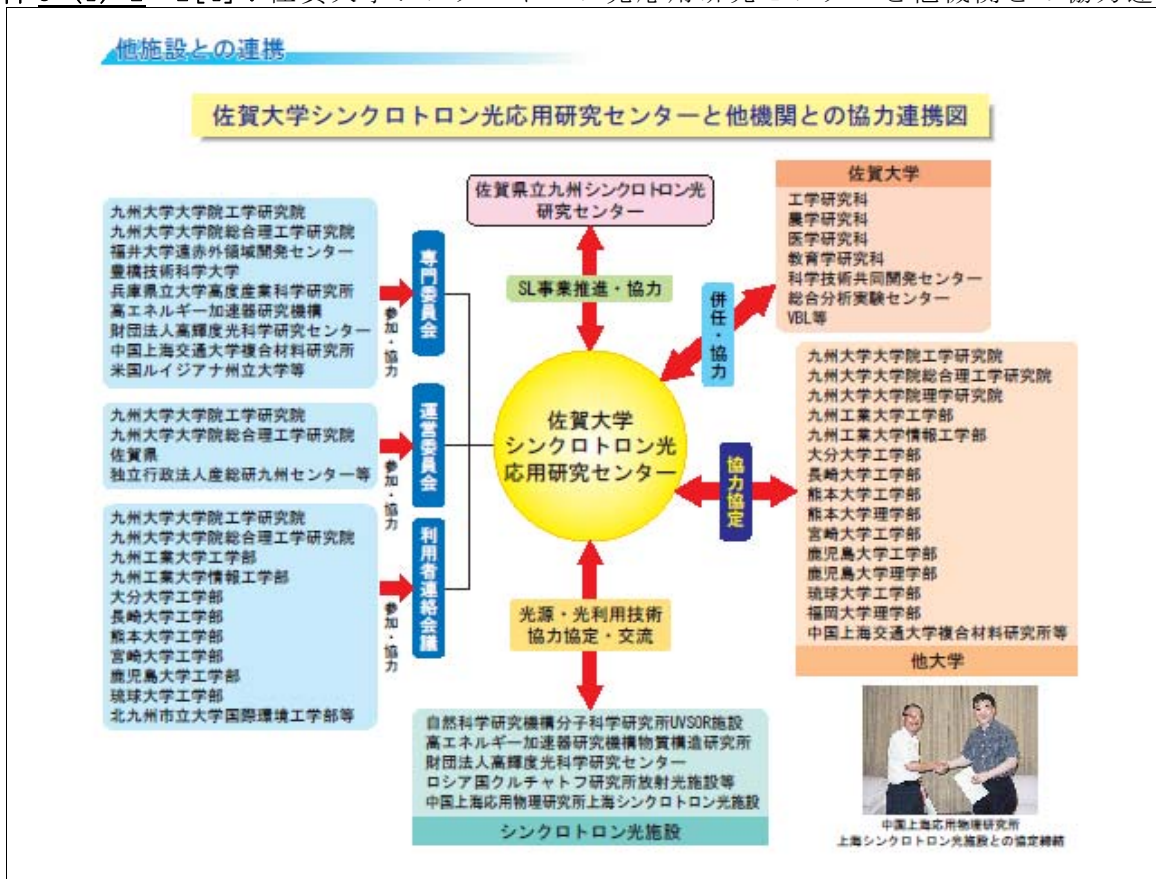 他施設との連携
佐賀大学シンクロトロン光応用研究センターと他機関との協力連携図
九州大学大学院工学研究院
九州大学大学院総合理工学研究院
福井大学遠赤外領域開発センター
豊橋技術科学大学
兵庫県立大学高度産業科学研究所
高エネルギー加速器研究機構
財団法人高輝度光科学研究センター
中国上海交通大学複合材料研究所
米国ルイジアナ州立大学等
参加・協力
専門委員会
九州大学大学院工学研究院
九州大学大学院総合理工学研究院
佐賀県
独立行政法人産総研九州センター等
参加・協力
運営委員会
九州大学大学院工学研究院
九州大学大学院総合理工学研究院
九州工業大学工学部
九州工業大学情報工学部
大分大学工学部
長崎大学工学部
熊本大学工学部
宮崎大学工学部
鹿児島大学工学部
琉球大学工学部
北九州市立大学国際環境工学部等
参加・協力
利用者連絡会議
佐賀県立九州シンクロトロン光
研究センター
SL事業推進・協力
佐賀大学
シンクロトロン光
応用研究センター
光源・光利用技術
協力協定・交流
自然科学研究機構分子科学研究所UVSOR施設
高エネルギー加速器研究機構物質構造研究所
財団法人高輝度光科学研究センター
ロシア国クルチャトフ研究所放射光施設等
中国上海応用物理研究所上海シンクロトロン光施設
シンクロトロン光施設
併任・協力
佐賀大学
工学研究科
農学研究科
医学研究科
教育学研究科
科学技術共同開発センター
総合分析実験センター
VBL等
協力協定
九州大学大学院工学研究院
九州大学大学院総合理工学研究院
九州大学大学院理学研究院
九州工業大学工学部
九州工業大学情報工学部
大分大学工学部
長崎大学工学部
熊本大学工学部
熊本大学理学部
宮崎大学工学部
鹿児島大学工学部
鹿児島大学理学部
琉球大学工学部
福岡大学理学部
中国上海交通大学複合材料研究所等
他大学
中国上海応用物理研究所
上海シンクロトロン光施設との協定締結